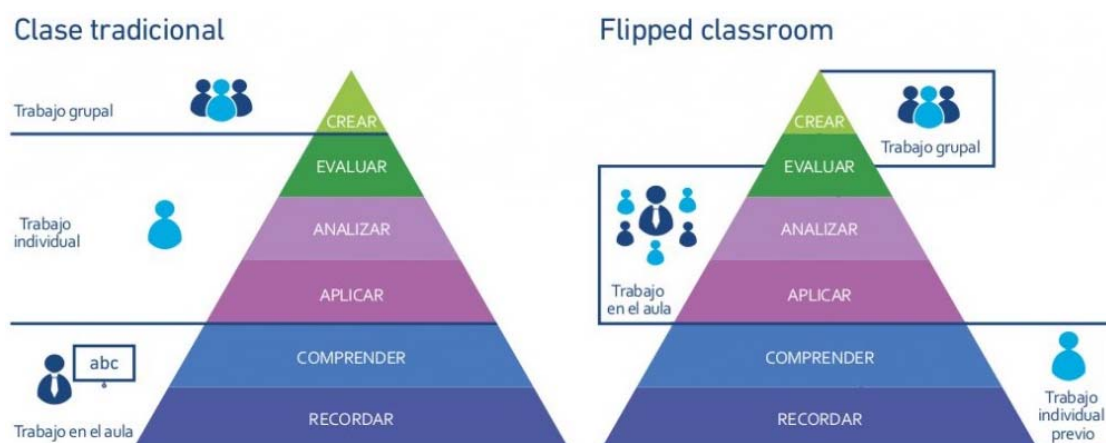 Clase tradicional
Trabajo grupal
Trabajo
individual
abc
Trabajo en el aula
CREAR
EVALUAR
ANALIZAR
APLICAR
COMPRENDER
RECORDAR
Flipped classroom
CREAR
EVALUAR
ANALIZAR
APLICAR
COMPRENDER
RECORDAR
Trabajo grupal
Trabajo
en el aula
Trabajo
individual
previo